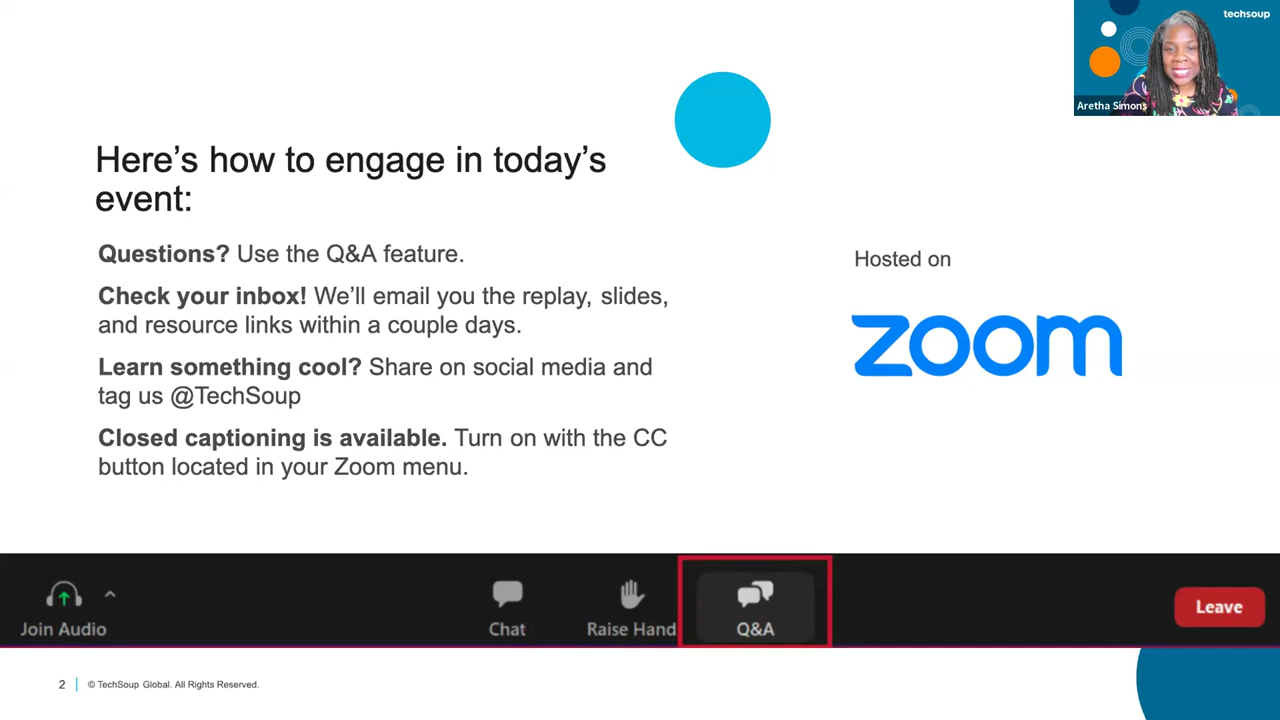 techsoup
Aretha Simons
Here’s how to engage in today’s
event:
Questions? Use the Q&A feature.
Check your inbox! We’ll email you the replay, slides,
and resource links within a couple days.
Learn something cool? Share on social media and
tag us @TechSoup
Closed captioning is available. Turn on with the CC
button located in your Zoom menu.
Hosted on
zoom
Join Audio
Chat
Raise Hand
Q&A
Leave
2
© TechSoup Global. All Rights Reserved.